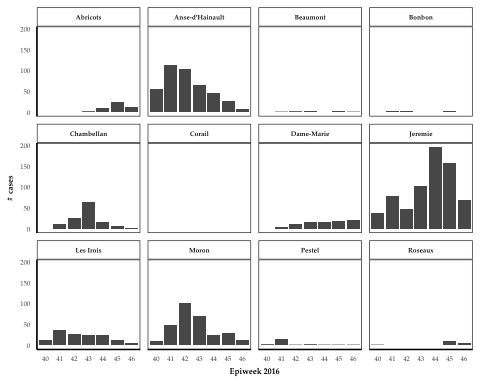 Abricots Anse-d'Hainault Beaumont Bonbon
200
150
100
50
0
Chambellan Corail Dame-Marie Jeremie
200
150
100
50
0
# cases
Les Irois Moron Pestel Roseaux
200
150
100
50
0
40 41 42 43 44 45 46 40 41 42 43 44 45 46 40 41 42 43 44 45 46 40 41 42 43 44 45 46
Epiweek 2016